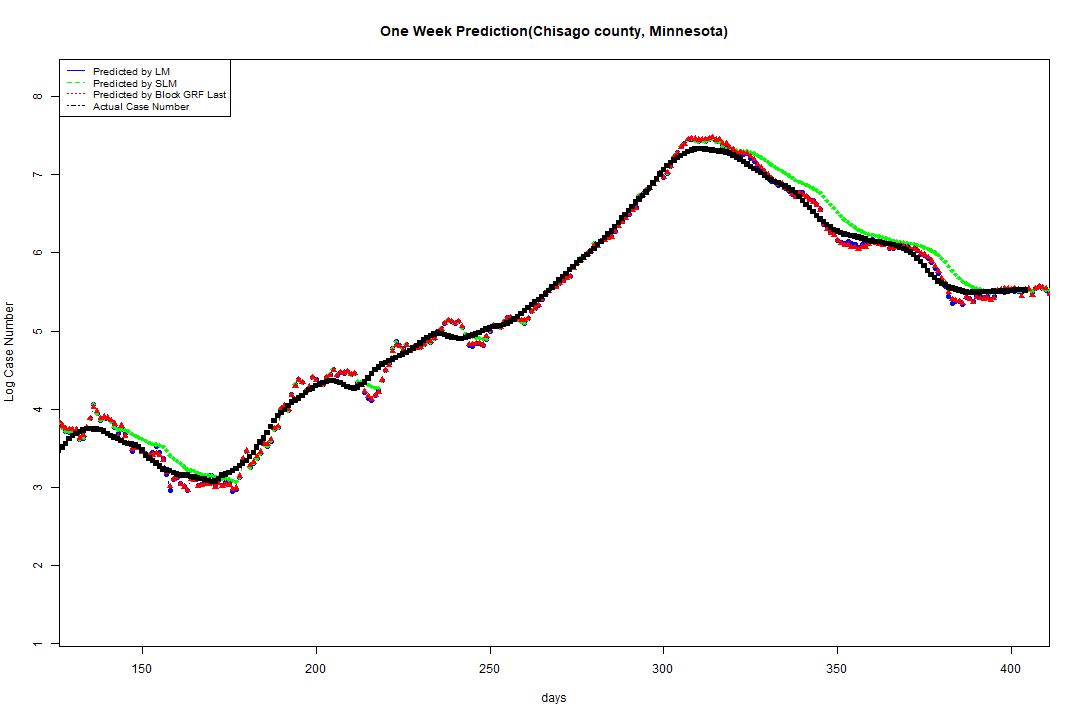 One Week Prediction(Chisago county, Minnesota)
Predicted by LM
Predicted by SLM
Predicted by Block GRF Last
Actual Case Number
8
7
6
5
4
3
2
1
Log Case Number
150 200 250 300 350 400
days